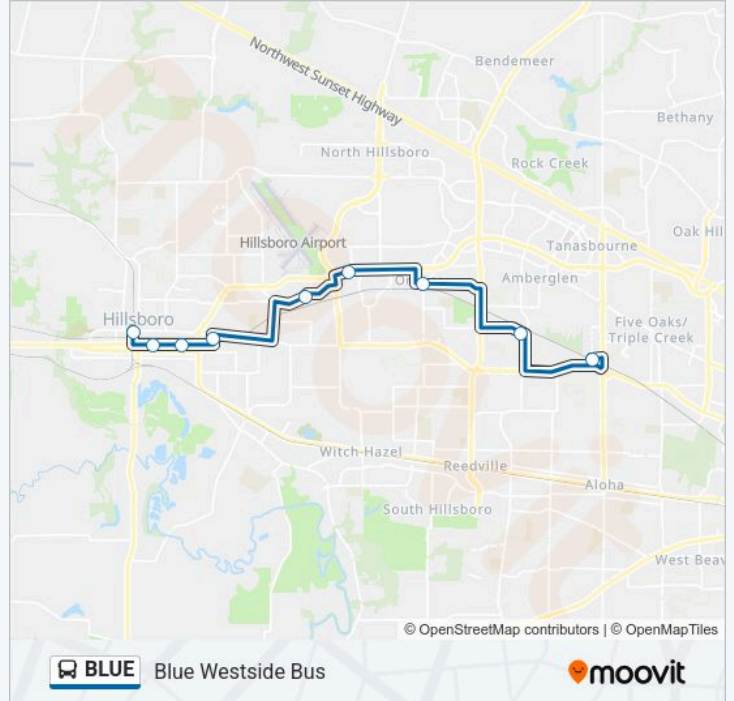 Bendemeer
Northwest Sunset Highway
Bethany
North Hillsboro
Rock Creek
Oak Hil
Hillsboro Airport
Tanasbourne
Amberglen
O
Hillsboro
Five Oaks/
Triple Creek
Witch-Hazel
Reedville
Aloha
South Hillsboro
West Beav
© OpenStreetMap contributors | © OpenMapTiles
BLUE Blue Westside Bus
moovit